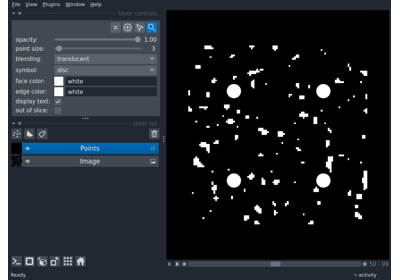 File View Plugins Window Help
layer controls
opacity: 1.00
point size: 3
blending: translucent
symbol: disc
face color: white
edge color: white
display text:
out of slice:
layer list
Points
Image
50 99
Ready
activity